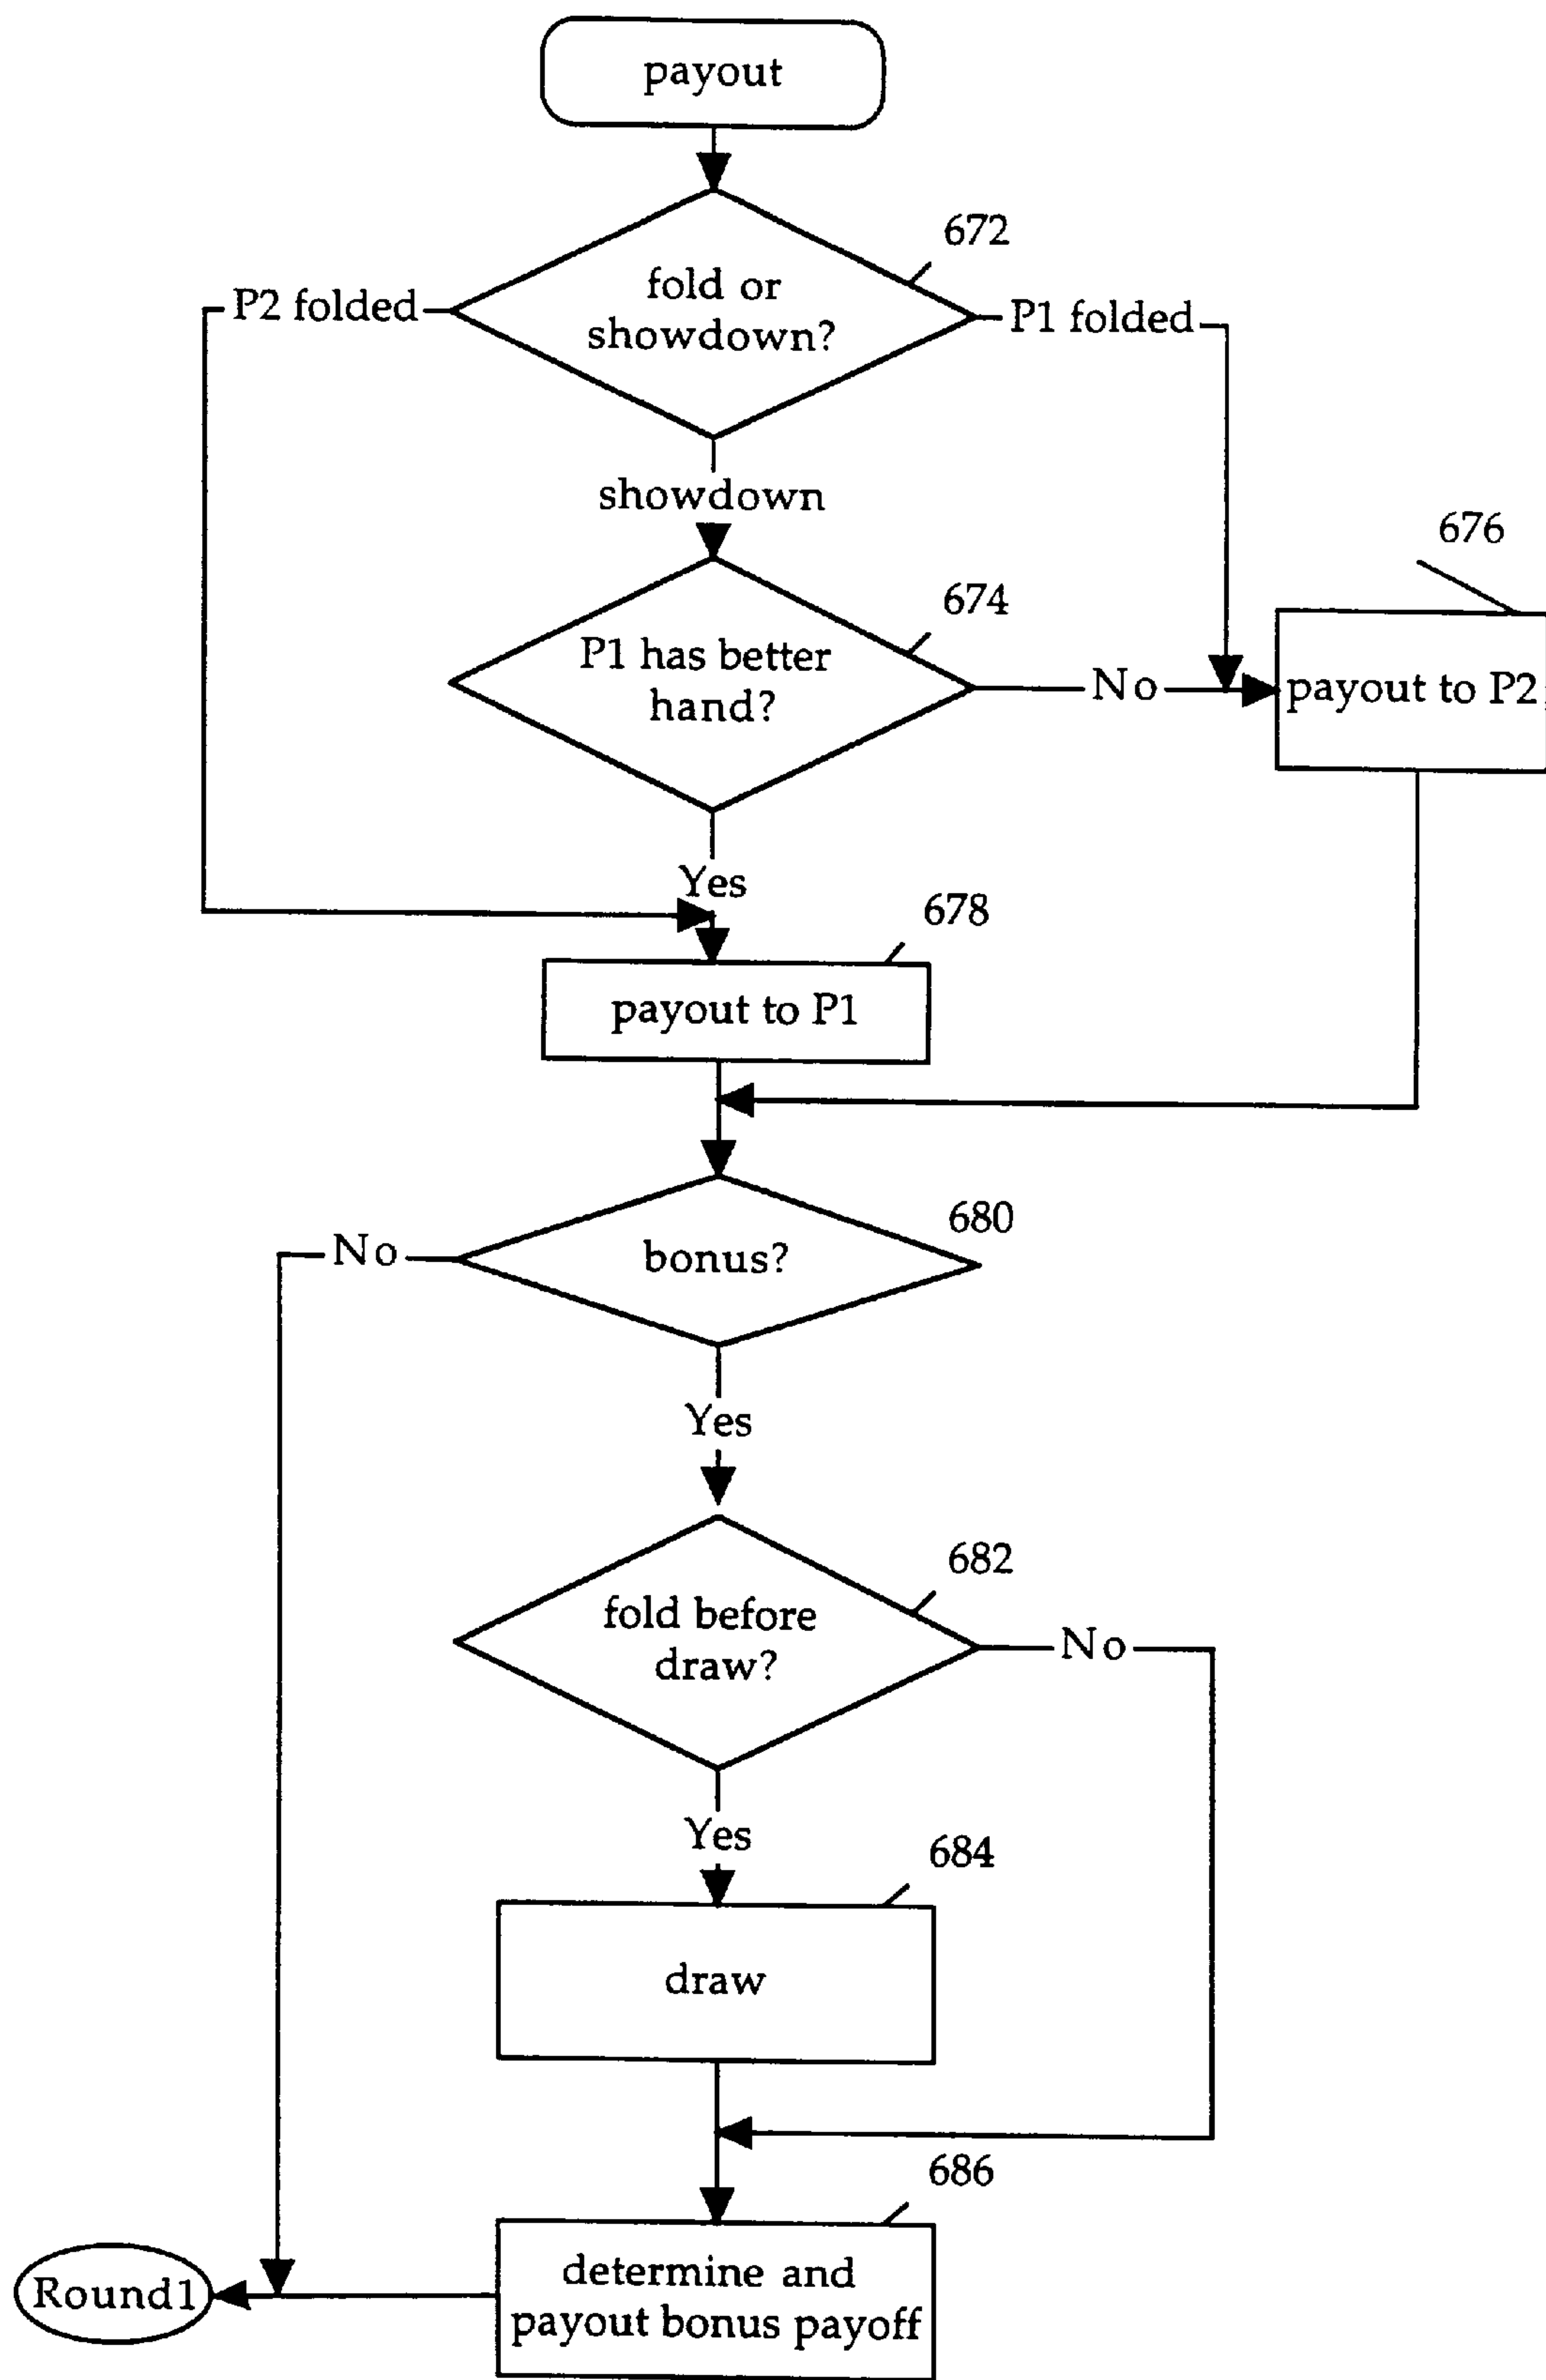 payout
672
fold or
showdown?
P2 folded
P1 folded
showdown
676
674
P1 has better
hand?
No
payout to P2
Yes
678
payout to P1
680
bonus?
No
Yes
682
fold before
draw?
No
Yes
684
draw
686
determine and
payout bonus payoff
Round1